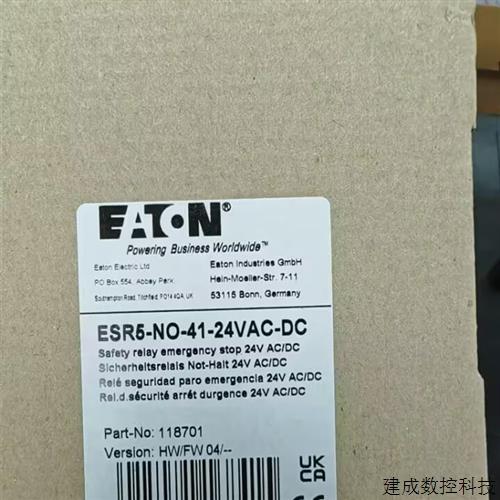 EATON®
Powering Business Worldwide™
Eaton Electric Ltd
PO Box 554, Abbey Park
Southampton Road, Titchfield, PO14 4QA, UK
Eaton Industries GmbH
Hein-Moeller-Str. 7-11
53115 Bonn, Germany
ESR5-NO-41-24VAC-DC
Safety relay emergency stop 24V AC/DC
Sicherheitsrelais Not-Halt 24V AC/DC
Relé seguridad paro emergencia 24V AC/DC
Rel.d.sécurité arrêt durgence 24V AC/DC
Part-No: 118701
Version: HW/FW 04/--
UK
CA
建成数控科技